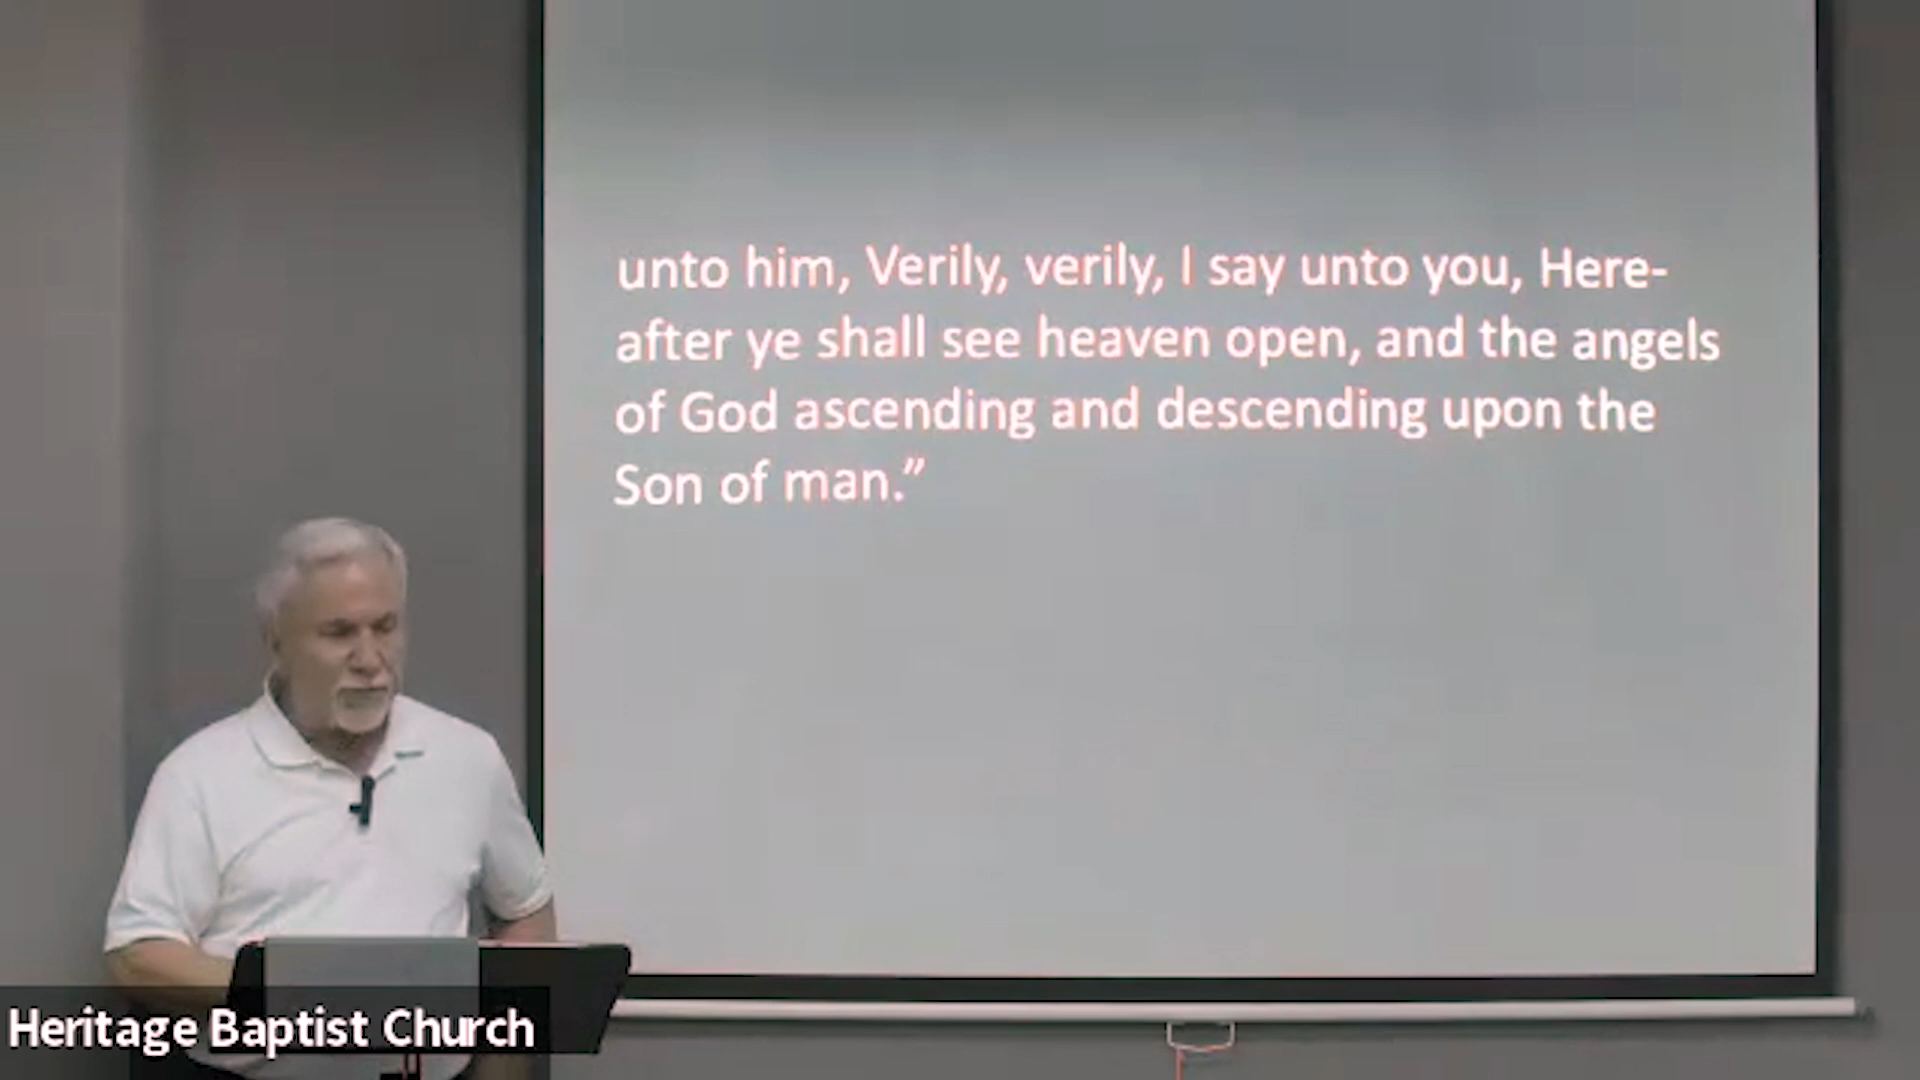 unto him, Verily, verily, I say unto you, Here-
after ye shall see heaven open, and the angels
of God ascending and descending upon the
Son of man.”
Heritage Baptist Church